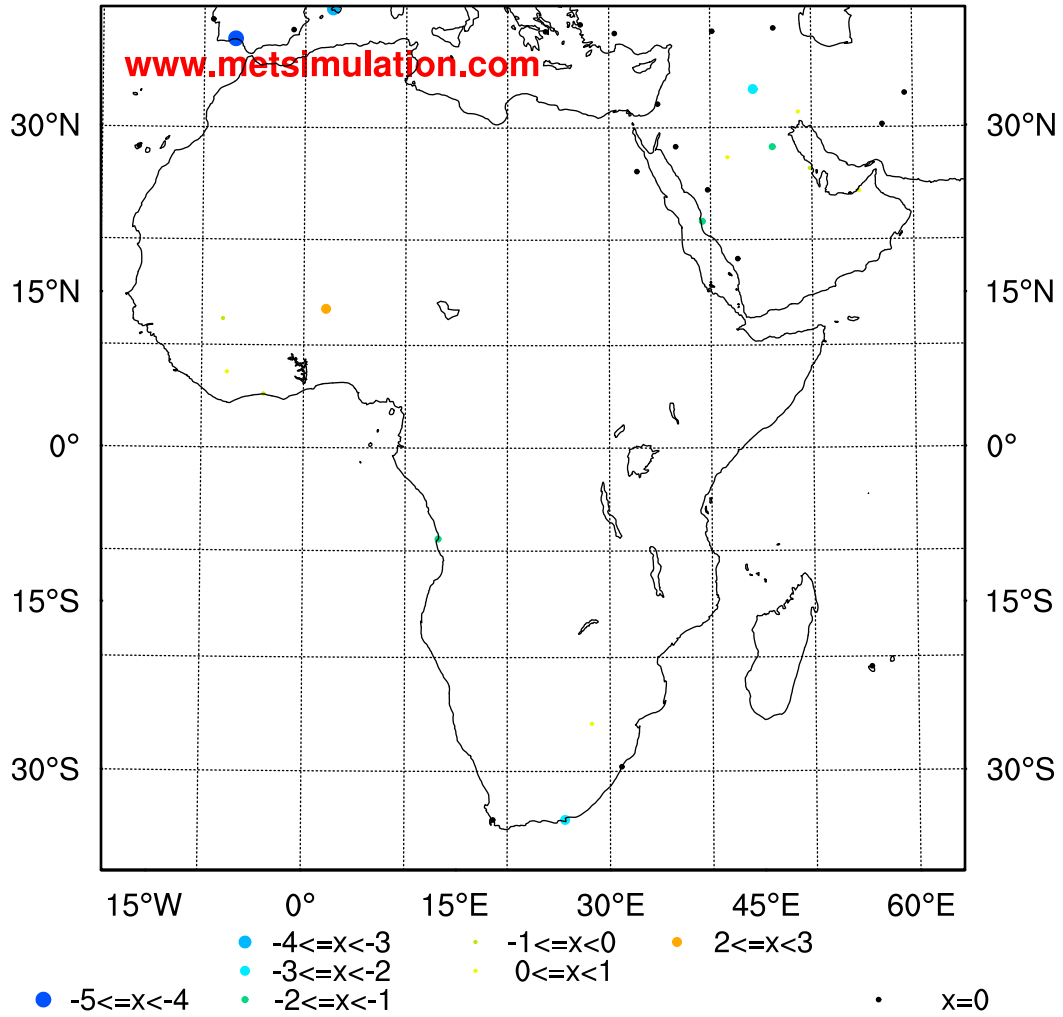 www.metsimulation.com
30°N 30°N
15°N 15°N
0° 0°
15°S 15°S
30°S 30°S
15°W 0° 15°E 30°E 45°E 60°E
-4<=x<-3 -1<=x<0 2<=x<3
-3<=x<-2 0<=x<1
-5<=x<-4 -2<=x<-1 x=0